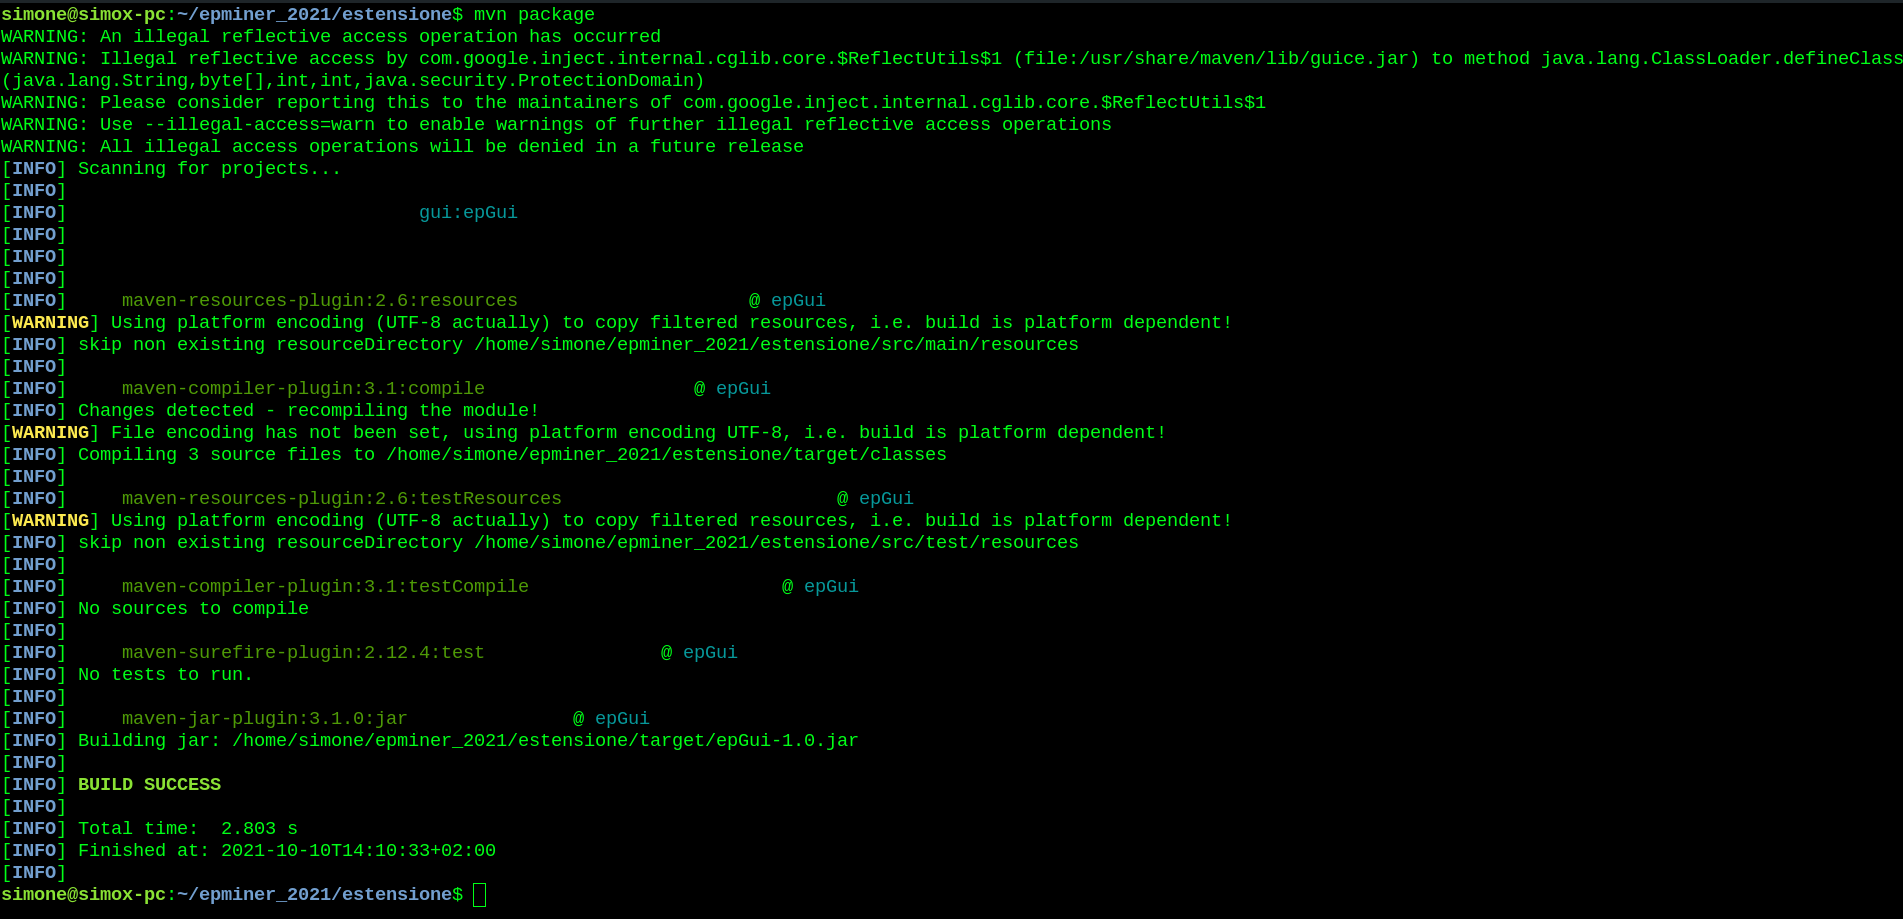 simone@simox-pc:~/epminer_2021/estensione$ mvn package
WARNING: An illegal reflective access operation has occurred
WARNING: Illegal reflective access by com.google.inject.internal.cglib.core.$ReflectUtils$1 (file:/usr/share/maven/lib/guice.jar) to method java.lang.ClassLoader.defineClass
(java.lang.String,byte[],int,int,java.security.ProtectionDomain)
WARNING: Please consider reporting this to the maintainers of com.google.inject.internal.cglib.core.$ReflectUtils$1
WARNING: Use --illegal-access=warn to enable warnings of further illegal reflective access operations
WARNING: All illegal access operations will be denied in a future release
[INFO] Scanning for projects...
[INFO]
[INFO] gui:epGui
[INFO]
[INFO]
[INFO]
[INFO] maven-resources-plugin:2.6:resources @ epGui
[WARNING] Using platform encoding (UTF-8 actually) to copy filtered resources, i.e. build is platform dependent!
[INFO] skip non existing resourceDirectory /home/simone/epminer_2021/estensione/src/main/resources
[INFO]
[INFO] maven-compiler-plugin:3.1:compile @ epGui
[INFO] Changes detected - recompiling the module!
[WARNING] File encoding has not been set, using platform encoding UTF-8, i.e. build is platform dependent!
[INFO] Compiling 3 source files to /home/simone/epminer_2021/estensione/target/classes
[INFO]
[INFO] maven-resources-plugin:2.6:testResources @ epGui
[WARNING] Using platform encoding (UTF-8 actually) to copy filtered resources, i.e. build is platform dependent!
[INFO] skip non existing resourceDirectory /home/simone/epminer_2021/estensione/src/test/resources
[INFO]
[INFO] maven-compiler-plugin:3.1:testCompile @ epGui
[INFO] No sources to compile
[INFO]
[INFO] maven-surefire-plugin:2.12.4:test @ epGui
[INFO] No tests to run.
[INFO]
[INFO] maven-jar-plugin:3.1.0:jar @ epGui
[INFO] Building jar: /home/simone/epminer_2021/estensione/target/epGui-1.0.jar
[INFO]
[INFO] BUILD SUCCESS
[INFO]
[INFO] Total time:  2.803 s
[INFO] Finished at: 2021-10-10T14:10:33+02:00
[INFO]
simone@simox-pc:~/epminer_2021/estensione$